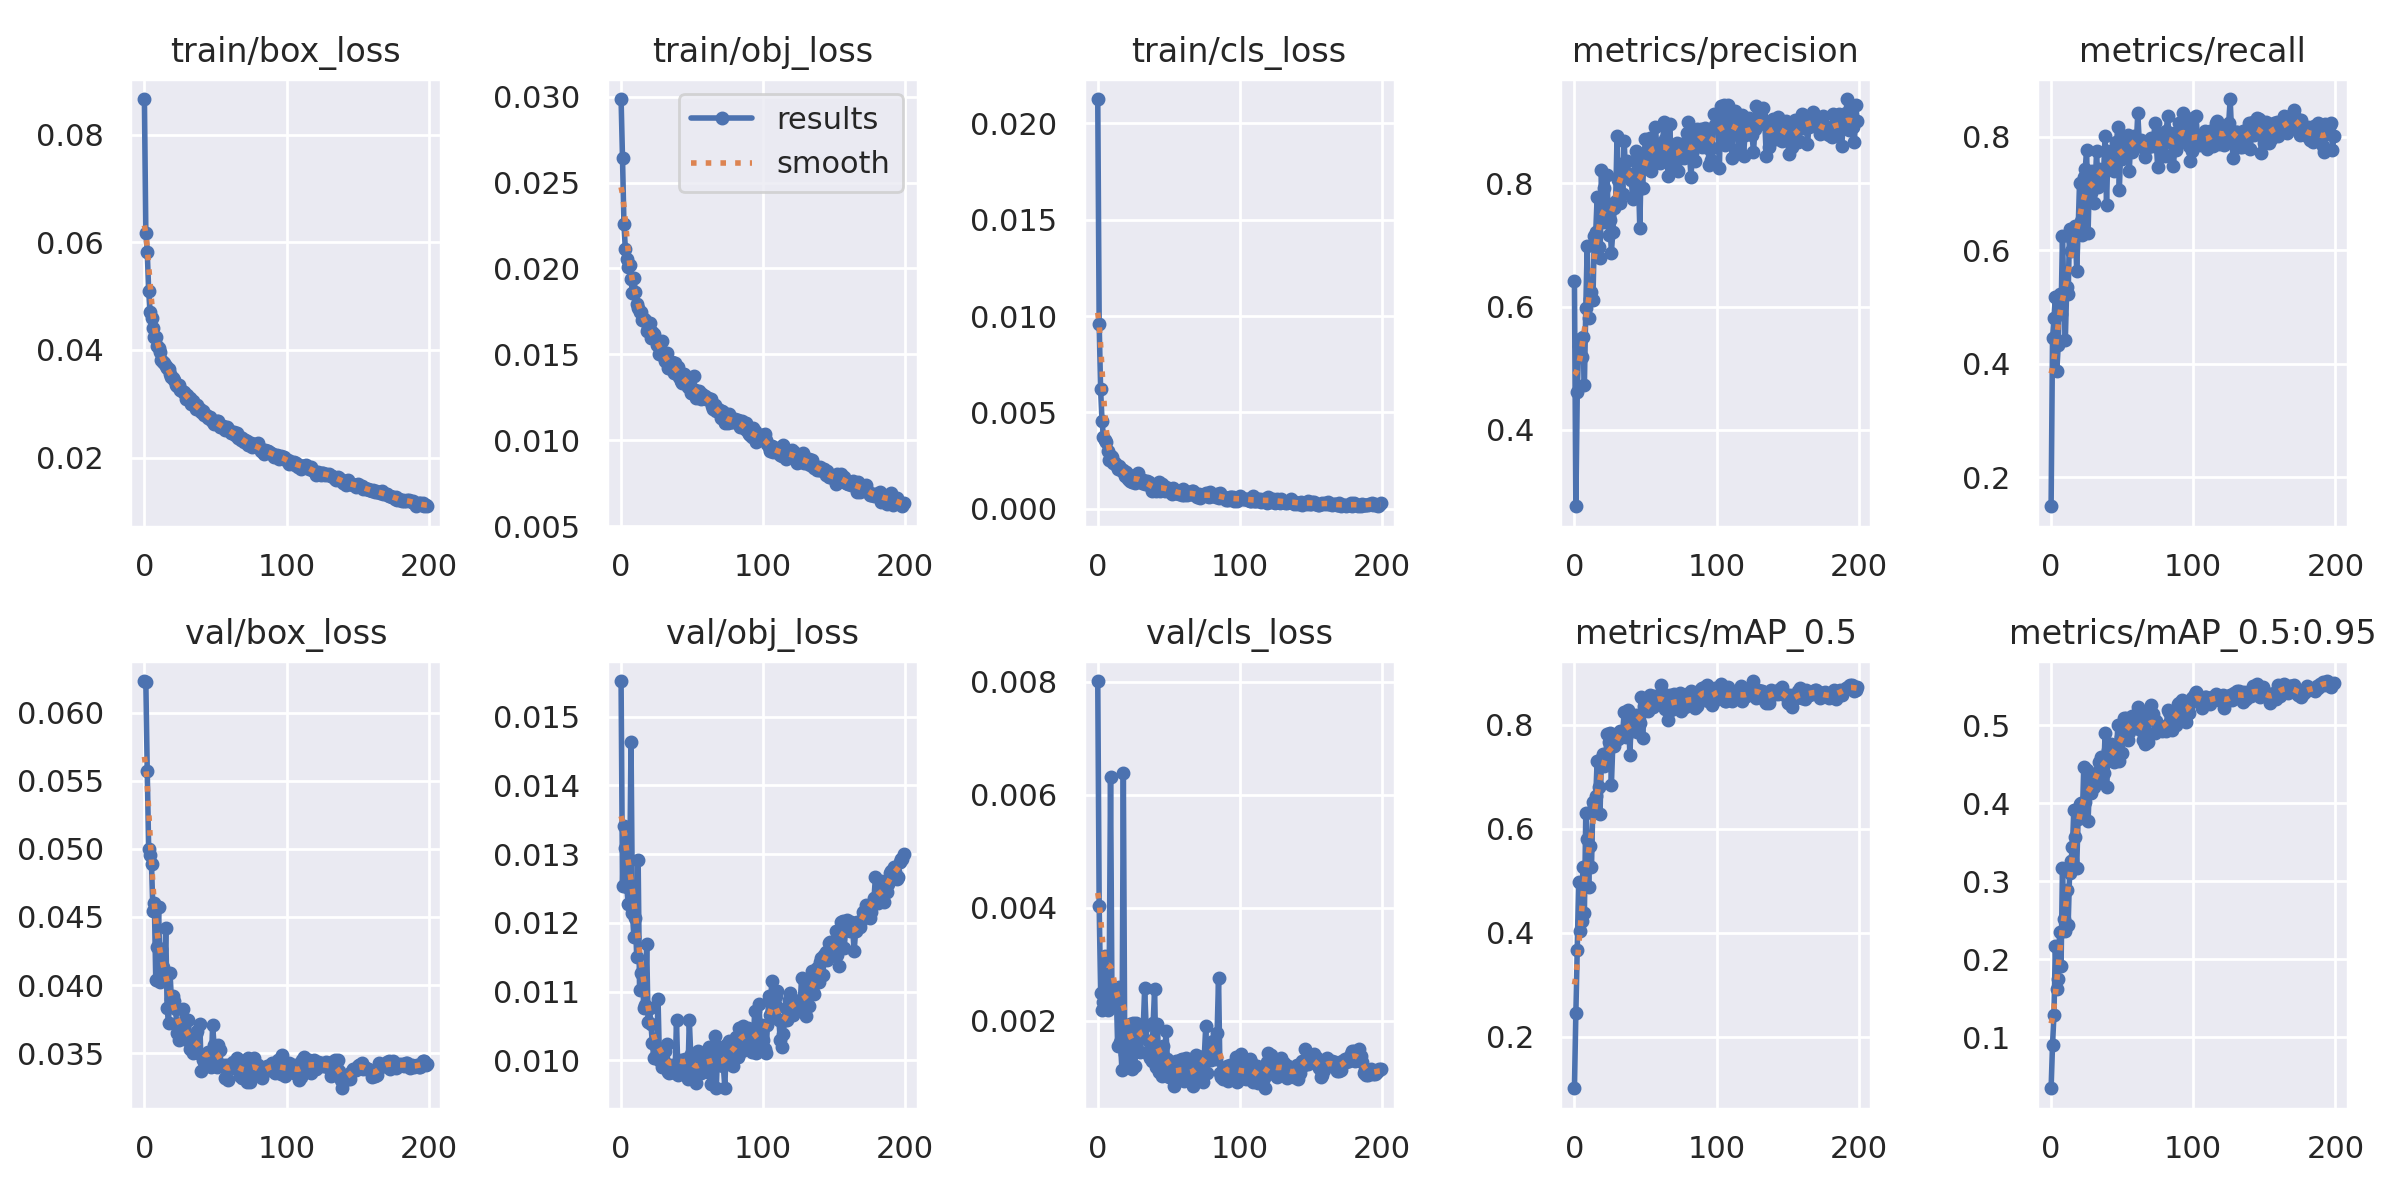 train/box_loss
0.08
0.06
0.04
0.02
0 100 200
train/obj_loss
results
smooth
0.030
0.025
0.020
0.015
0.010
0.005
0 100 200
train/cls_loss
0.020
0.015
0.010
0.005
0.000
0 100 200
metrics/precision
0.8
0.6
0.4
0 100 200
metrics/recall
0.8
0.6
0.4
0.2
0 100 200
val/box_loss
0.060
0.055
0.050
0.045
0.040
0.035
0 100 200
val/obj_loss
0.015
0.014
0.013
0.012
0.011
0.010
0 100 200
val/cls_loss
0.008
0.006
0.004
0.002
0 100 200
metrics/mAP_0.5
0.8
0.6
0.4
0.2
0 100 200
metrics/mAP_0.5:0.95
0.5
0.4
0.3
0.2
0.1
0 100 200